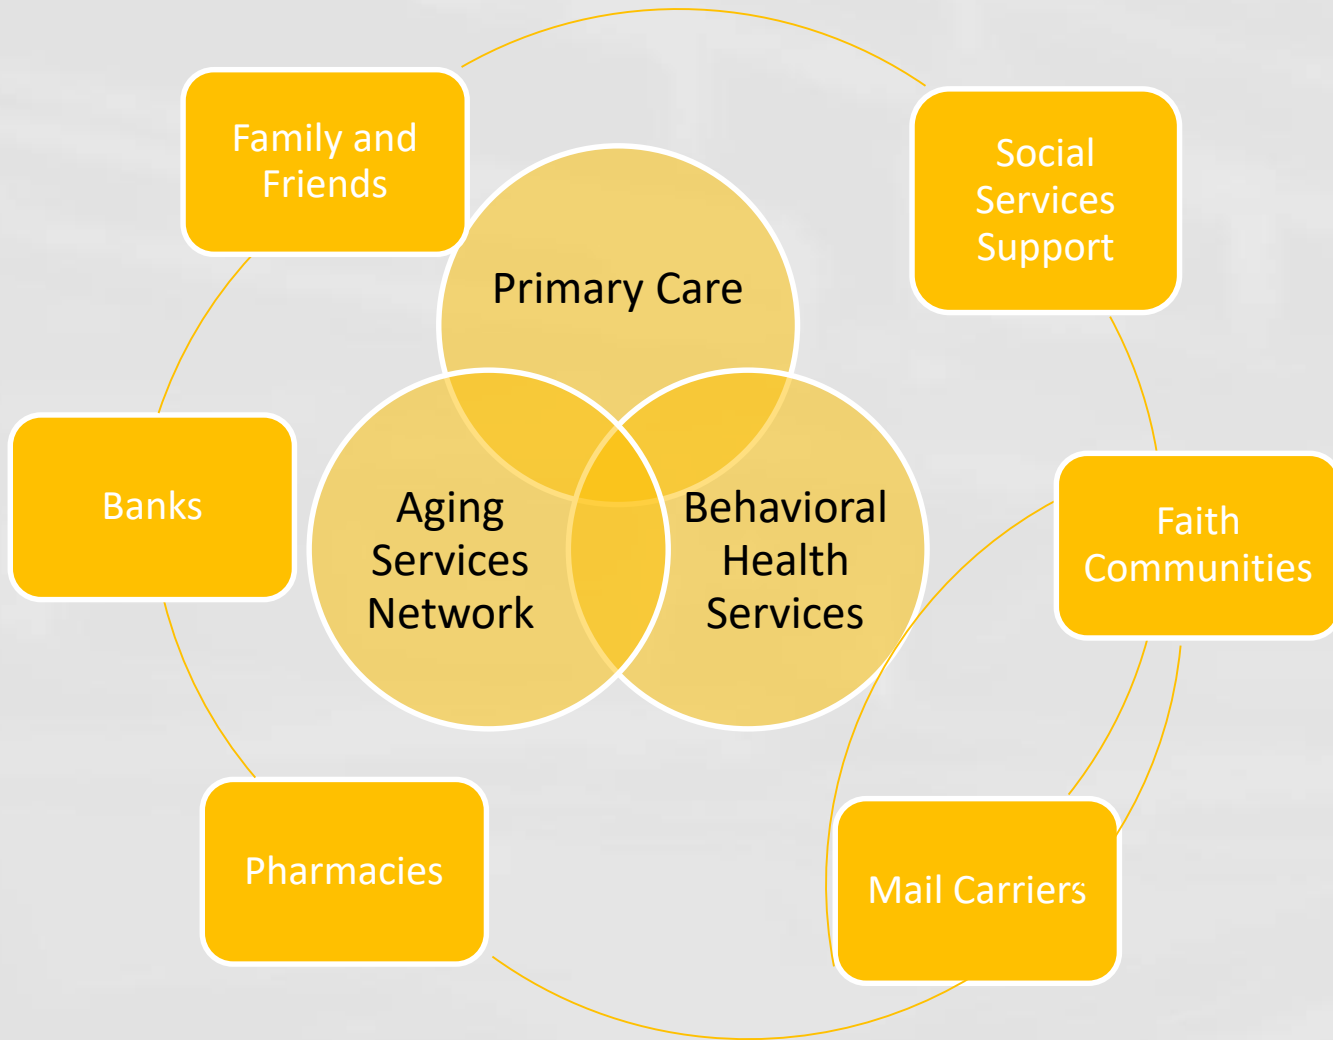 Family and
Friends
Social
Services
Support
Primary Care
Banks
Aging
Services
Network
Behavioral
Health
Services
Faith
Communities
Pharmacies
Mail Carriers